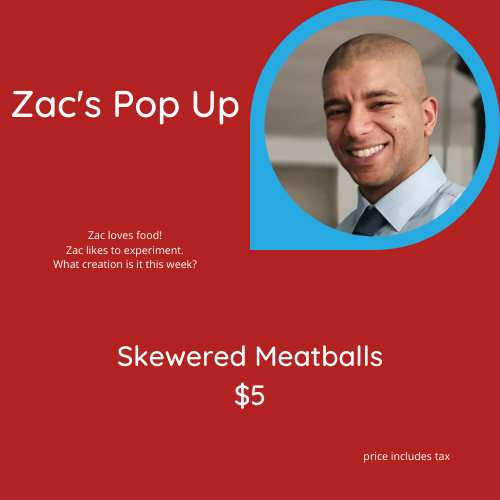 Zac's Pop Up
Zac loves food!
Zac likes to experiment.
What creation is it this week?
Skewered Meatballs
$5
price includes tax